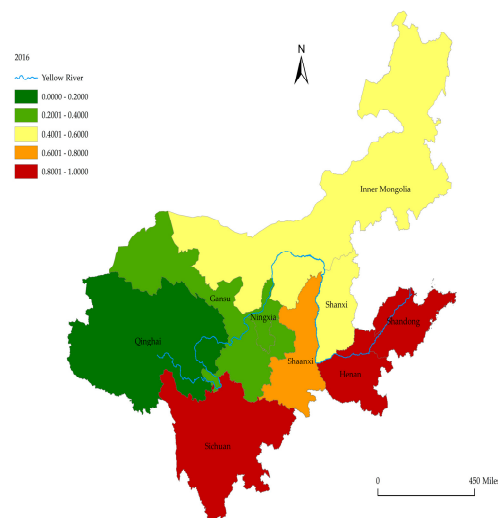 2016
N
Yellow River
0.0000 - 0.2000
0.2001 - 0.4000
0.4001 - 0.6000
0.6001 - 0.8000
0.8001 - 1.0000
Inner Mongolia
Gansu
Shanxi
Ningxia
Shandong
Qinghai
Shaanxi
Henan
Sichuan
0
450 Miles